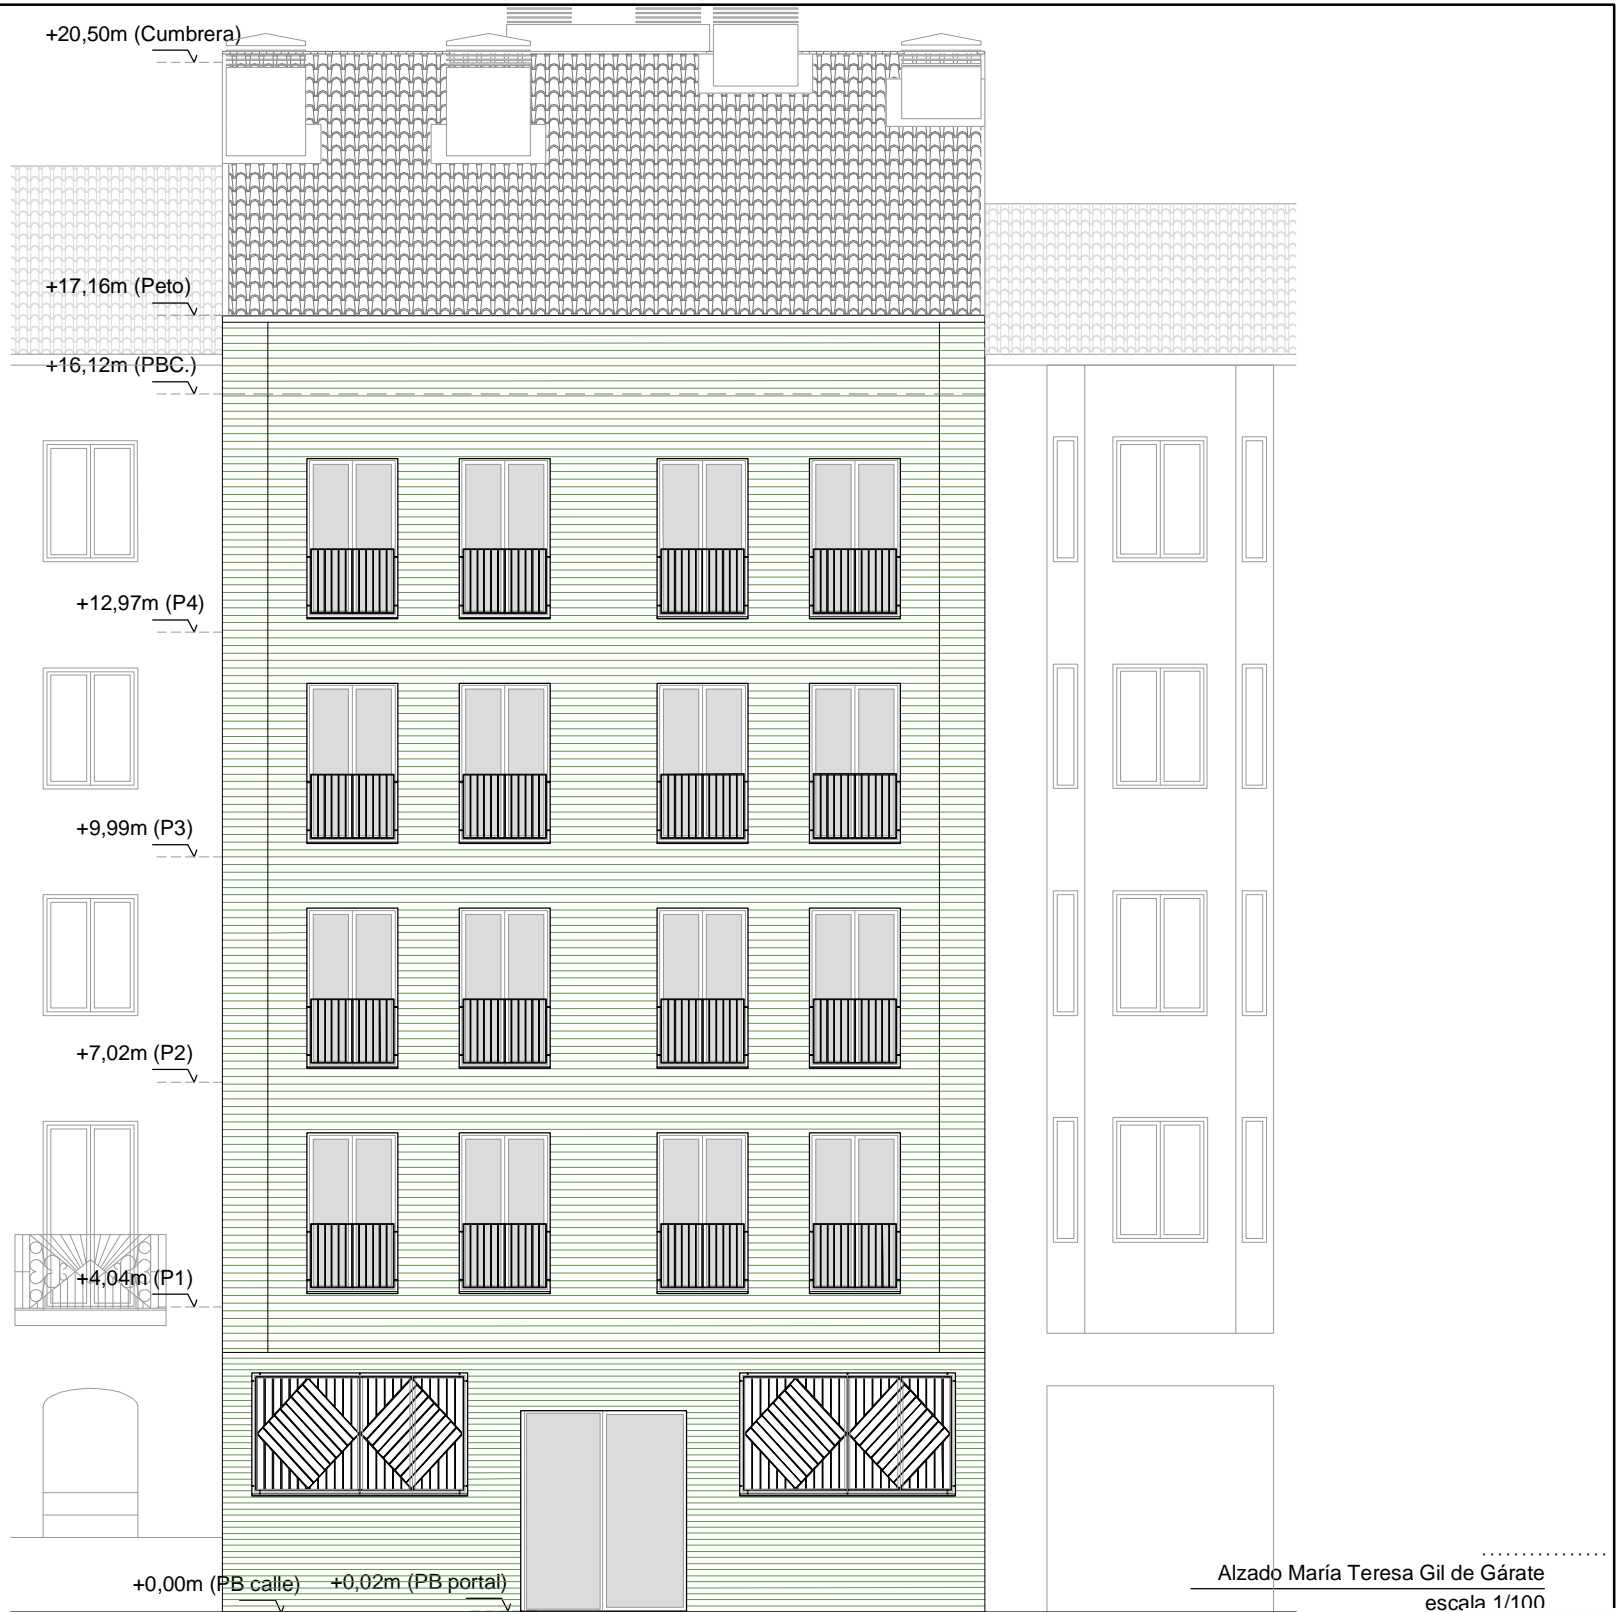 +20,50m (Cumbrera)
+17,16m (Peto)
+16,12m (PBC.)
+12,97m (P4)
+9,99m (P3)
+7,02m (P2)
+4,04m (P1)
+0,00m (PB calle)
+0,02m (PB portal)
Alzado María Teresa Gil de Gárate
escala 1/100